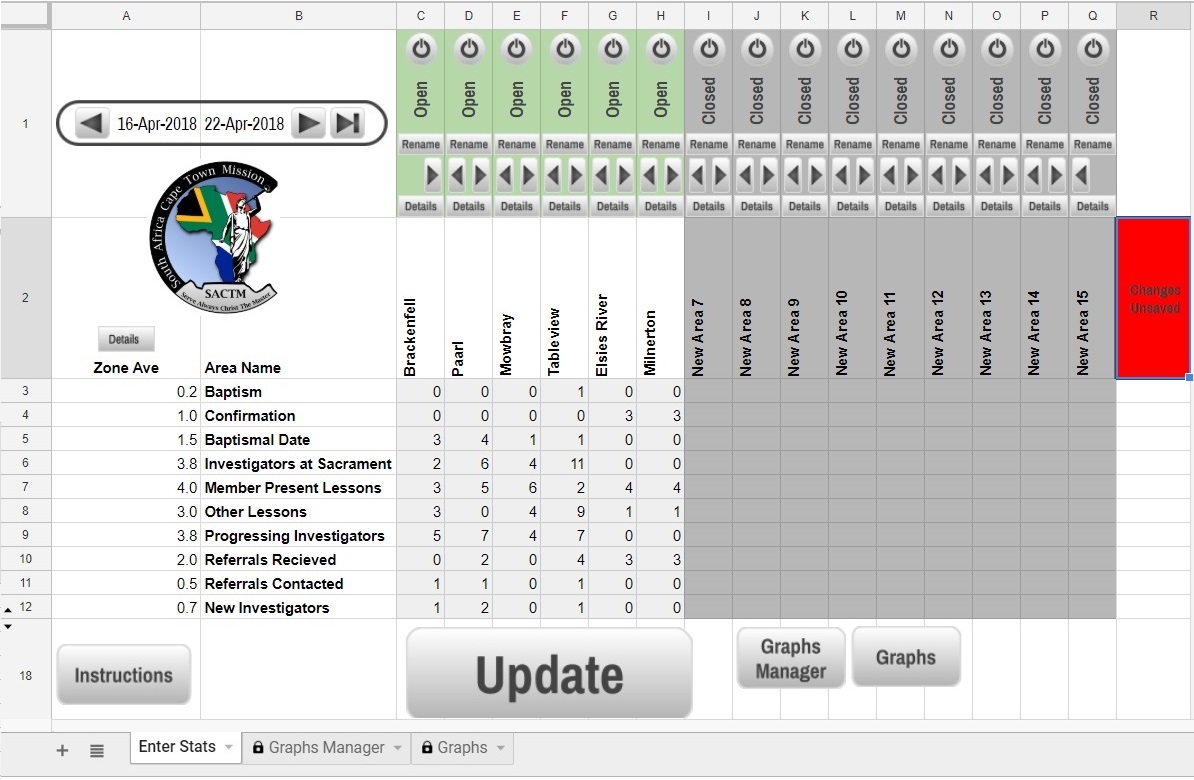 A B C D E F G H I J K L M N O P Q R
1
16-Apr-2018 22-Apr-2018
Open Open Open Open Open Open Closed Closed Closed Closed Closed Closed Closed Closed Closed
Rename Rename Rename Rename Rename Rename Rename Rename Rename Rename Rename Rename Rename Rename Rename
Details Details Details Details Details Details Details Details Details Details Details Details Details Details Details
South Africa Cape Town Mission
SACTM
Serve Always Christ The Master
2
Details
Zone Ave Area Name Brackenfell Paarl Mowbray Tableview Elsies River Milnerton New Area 7 New Area 8 New Area 9 New Area 10 New Area 11 New Area 12 New Area 13 New Area 14 New Area 15
Changes
Unsaved
3 0.2 Baptism 0 0 0 1 0 0
4 1.0 Confirmation 0 0 0 0 3 3
5 1.5 Baptismal Date 3 4 1 1 0 0
6 3.8 Investigators at Sacrament 2 6 4 11 0 0
7 4.0 Member Present Lessons 3 5 6 2 4 4
8 3.0 Other Lessons 3 0 4 9 1 1
9 3.8 Progressing Investigators 5 7 4 7 0 0
10 2.0 Referrals Recieved 0 2 0 4 3 3
11 0.5 Referrals Contacted 1 1 0 1 0 0
12 0.7 New Investigators 1 2 0 1 0 0
18
Instructions
Update
Graphs
Manager
Graphs
Enter Stats Graphs Manager Graphs